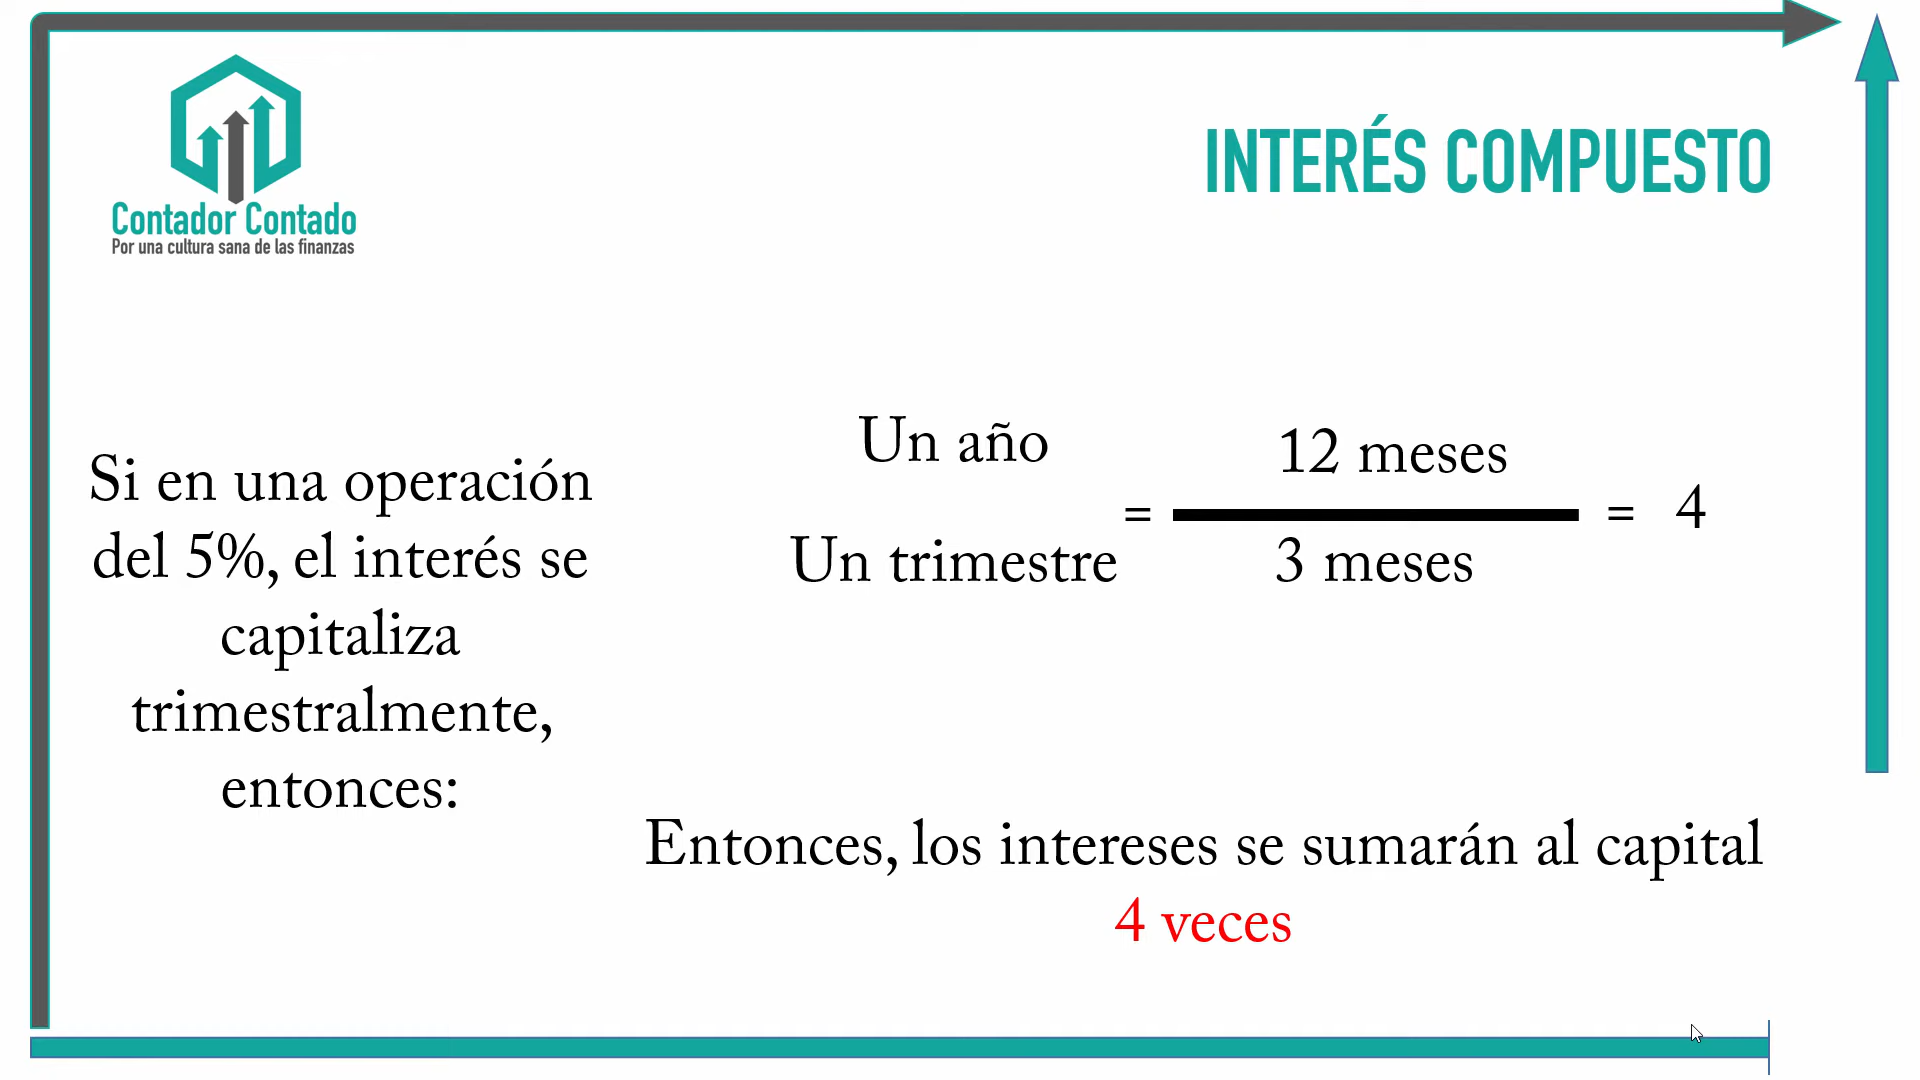 Contador Contado
Por una cultura sana de las finanzas
INTERÉS COMPUESTO
Si en una operación
del 5%, el interés se
capitaliza
trimestralmente,
entonces:
Un año
Un trimestre
=
12 meses
3 meses
= 4
Entonces, los intereses se sumarán al capital
4 veces